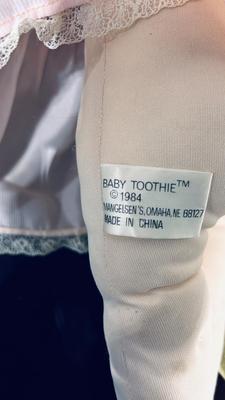 BABY TOOTHIE™
©1984
MANGELSEN'S, OMAHA, NE 68127
MADE IN CHINA